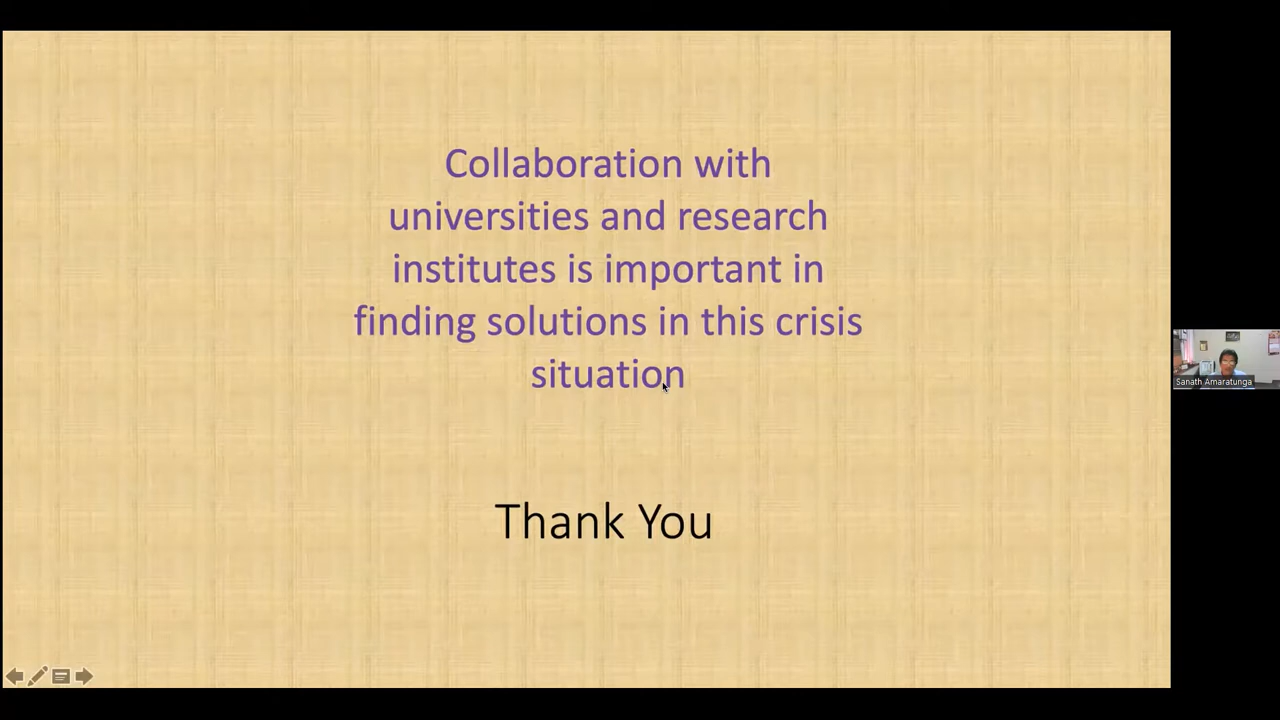 Collaboration with
universities and research
institutes is important in
finding solutions in this crisis
situation
Thank You
Sanath Amaratunga